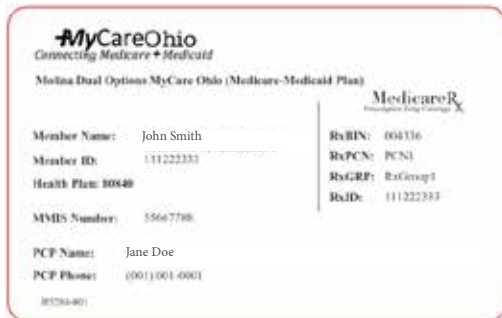 MyCareOhio
Connecting Medicare + Medicaid
Molina Dual Options MyCare Ohio (Medicare-Medicaid Plan)
MedicareRx
Prescription Drug Coverage
Member Name: John Smith
Member ID: 111222333
Health Plan: 80840
MMIS Number: 55667788
PCP Name: Jane Doe
PCP Phone: (001) 001-0001
RxBIN: 004336
RxPCN: PCN1
RxGRP: RxGroup1
RxID: 111222333